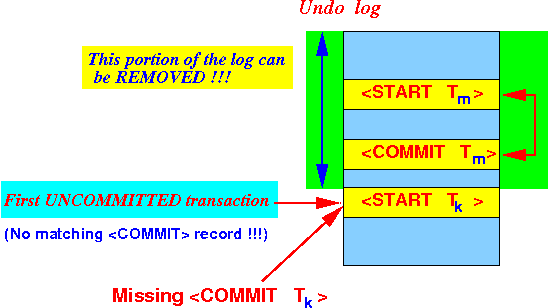 Undo log
This portion of the log can
be REMOVED !!!
<START Tm>
<COMMIT Tm>
First UNCOMMITTED transaction
<START Tk >
(No matching <COMMIT> record !!!)
Missing <COMMIT Tk >